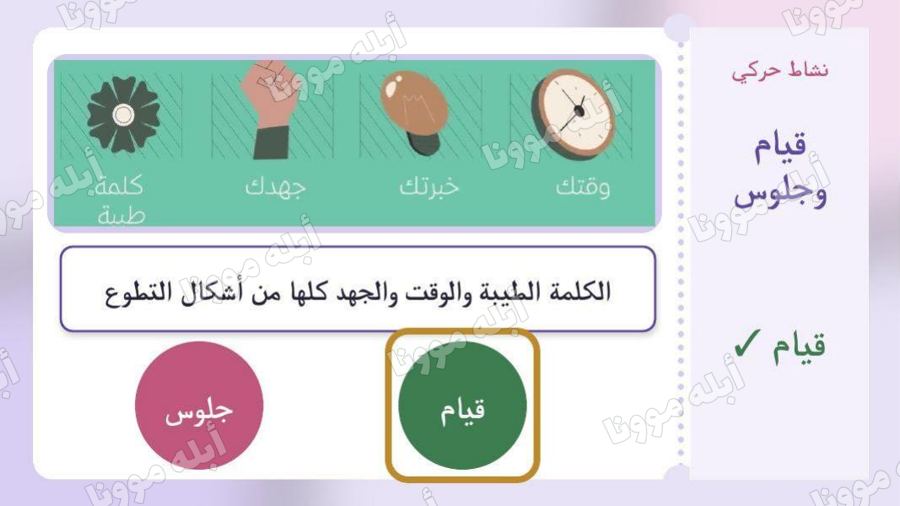 نشاط حركي
قيام
وجلوس
قيام ✓
وقتك
خبرتك
جهدك
كلمة
طيبة
الكلمة الطيبة والوقت والجهد كلها من أشكال التطوع
قيام
جلوس
أبله موونا